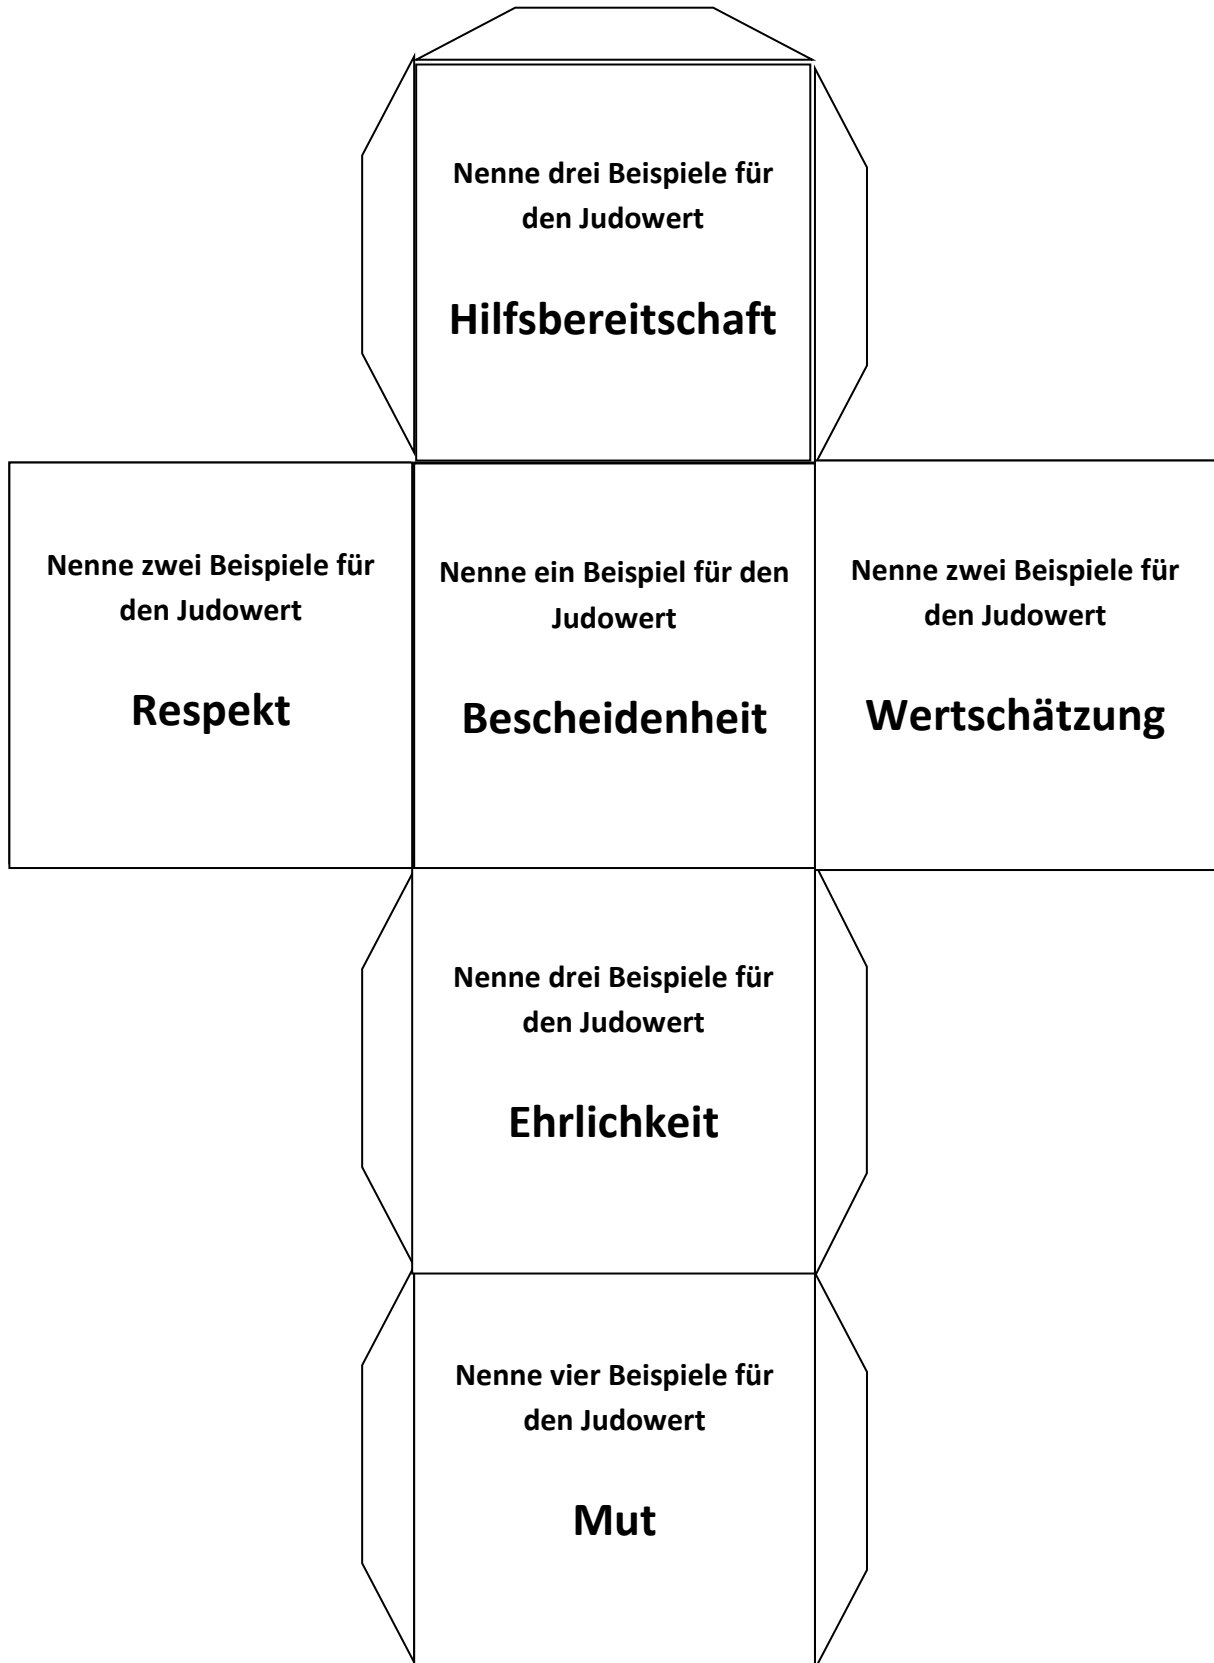 Nenne drei Beispiele für
den Judowert
Hilfsbereitschaft
Nenne zwei Beispiele für
den Judowert
Respekt
Nenne ein Beispiel für den
Judowert
Bescheidenheit
Nenne zwei Beispiele für
den Judowert
Wertschätzung
Nenne drei Beispiele für
den Judowert
Ehrlichkeit
Nenne vier Beispiele für
den Judowert
Mut